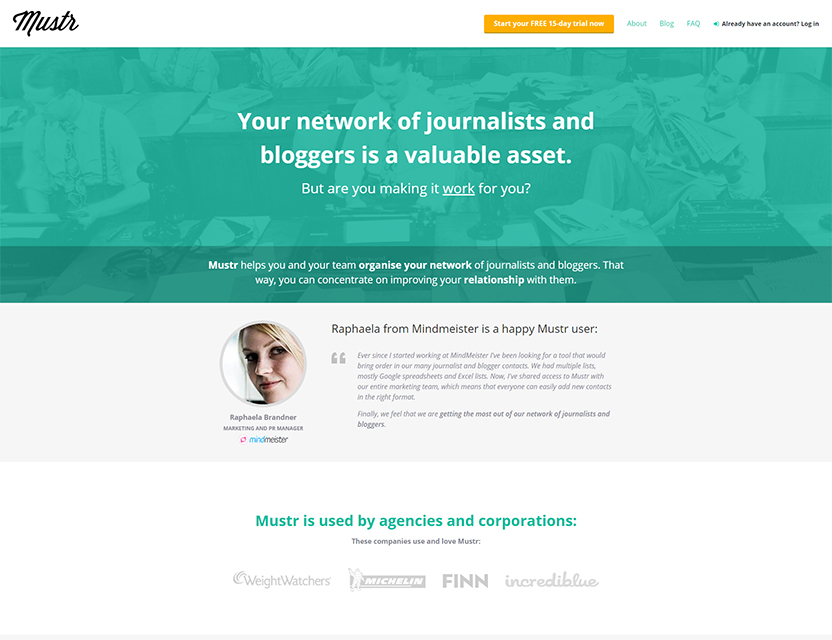 Mustr
Start your FREE 15-day trial now
About
Blog
FAQ
Already have an account? Log in
Your network of journalists and
bloggers is a valuable asset.
But are you making it work for you?
Mustr helps you and your team organise your network of journalists and bloggers. That
way, you can concentrate on improving your relationship with them.
Raphaela from Mindmeister is a happy Mustr user:
Ever since I started working at MindMeister I've been looking for a tool that would
bring order in our many journalist and blogger contacts. We had multiple lists,
mostly Google spreadsheets and Excel lists. Now, I've shared access to Mustr with
our entire marketing team, which means that everyone can easily add new contacts
in the right format.
Finally, we feel that we are getting the most out of our network of journalists and
bloggers.
Raphaela Brandner
MARKETING AND PR MANAGER
mindmeister
Mustr is used by agencies and corporations:
These companies use and love Mustr:
WeightWatchers
MICHELIN
FINN
incrediblue